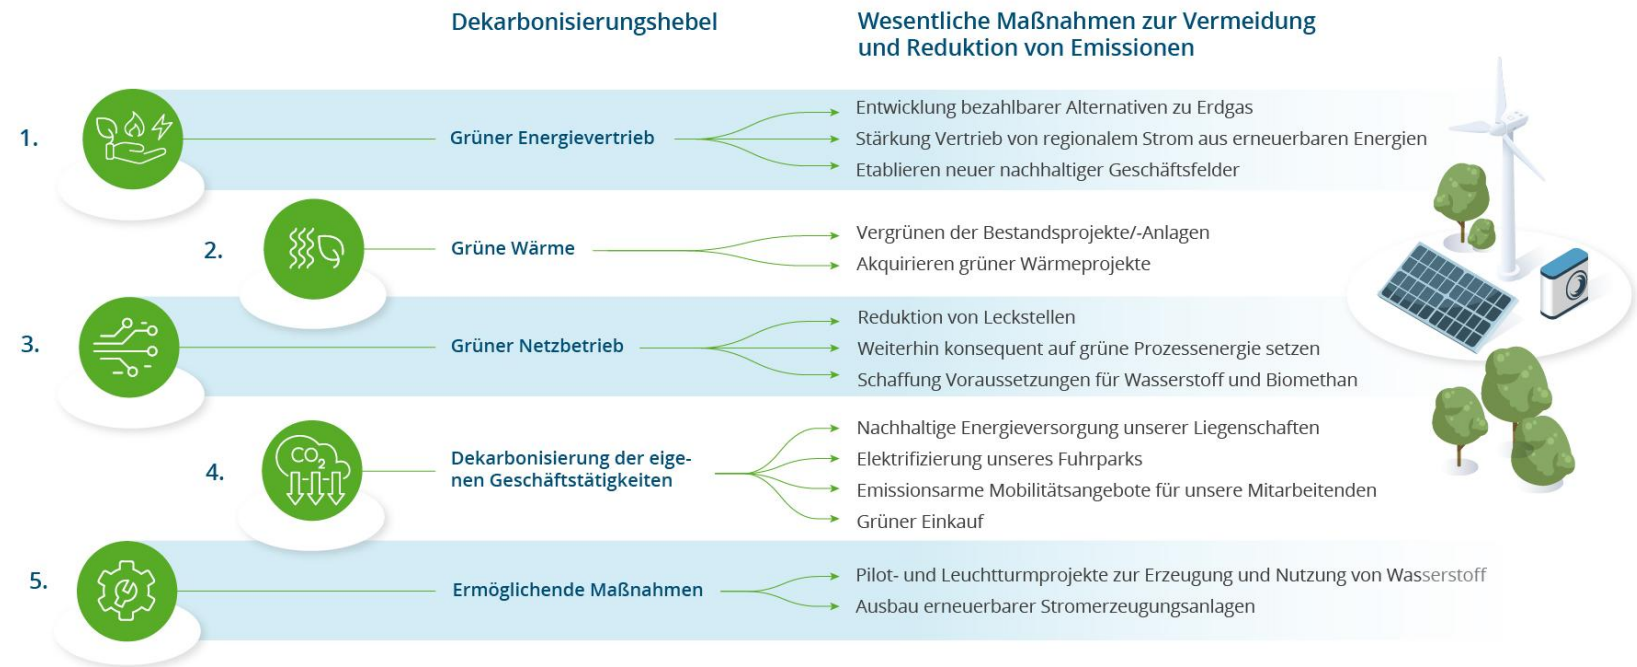 Dekarbonisierungshebel
Wesentliche Maßnahmen zur Vermeidung
und Reduktion von Emissionen
1.
Grüner Energievertrieb
Entwicklung bezahlbarer Alternativen zu Erdgas
Stärkung Vertrieb von regionalem Strom aus erneuerbaren Energien
Etablieren neuer nachhaltiger Geschäftsfelder
2.
Grüne Wärme
Vergrünen der Bestandsprojekte/-Anlagen
Akquirieren grüner Wärmeprojekte
3.
Grüner Netzbetrieb
Reduktion von Leckstellen
Weiterhin konsequent auf grüne Prozessenergie setzen
Schaffung Voraussetzungen für Wasserstoff und Biomethan
4.
CO2
Dekarbonisierung der eige-
nen Geschäftstätigkeiten
Nachhaltige Energieversorgung unserer Liegenschaften
Elektrifizierung unseres Fuhrparks
Emissionsarme Mobilitätsangebote für unsere Mitarbeitenden
Grüner Einkauf
5.
Ermöglichende Maßnahmen
Pilot- und Leuchtturmprojekte zur Erzeugung und Nutzung von Wasserstoff
Ausbau erneuerbarer Stromerzeugungsanlagen